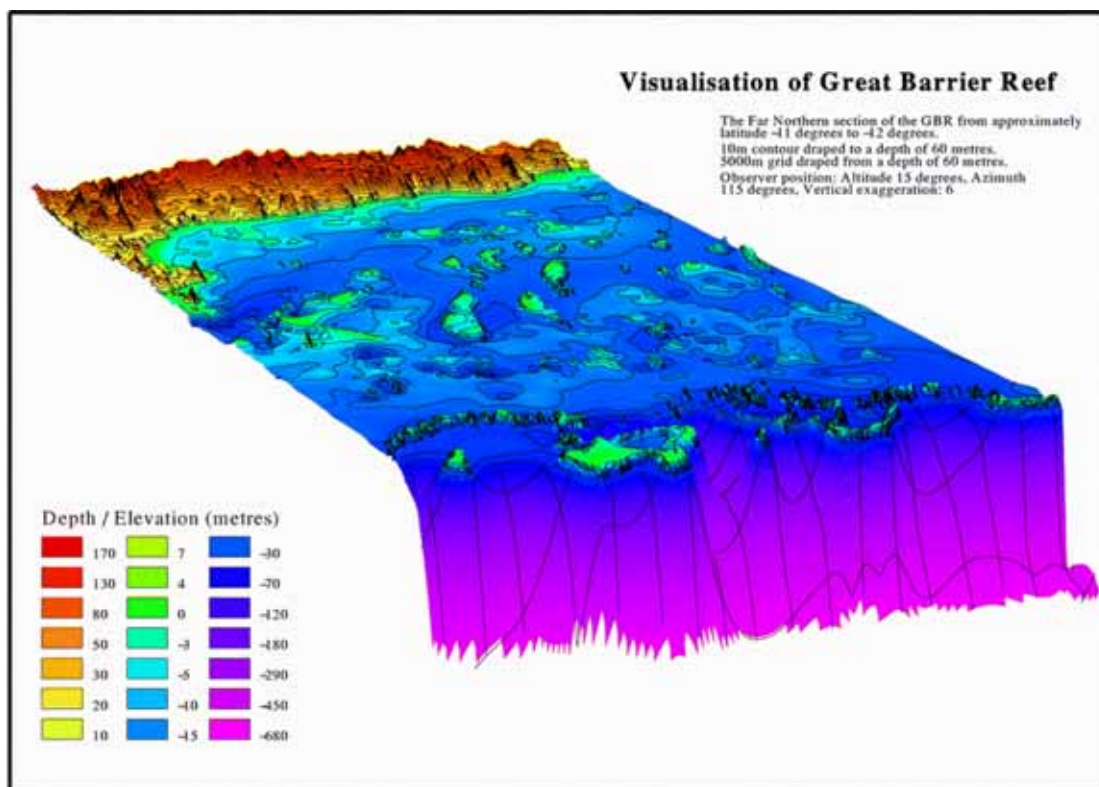 Visualisation of Great Barrier Reef
The Far Northern section of the GBR from approximately
latitude -11 degrees to -12 degrees.
10m contour draped to a depth of 60 metres.
5000m grid draped from a depth of 60 metres.
Observer position: Altitude 15 degrees, Azimuth
115 degrees, Vertical exaggeration: 6
Depth / Elevation (metres)
170 7 -30
130 4 -70
80 0 -120
50 -3 -180
30 -5 -290
20 -10 -450
10 -15 -680